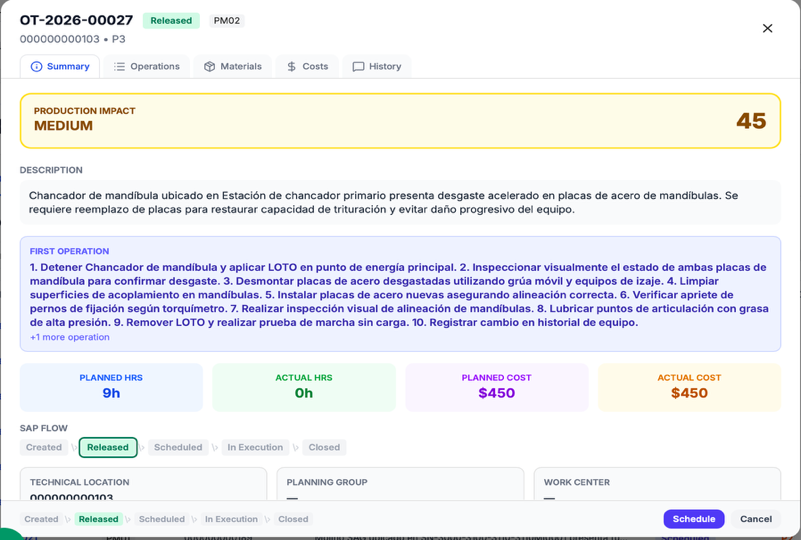 OT-2026-00027 Released PM02
000000000103 • P3
Summary Operations Materials Costs History
PRODUCTION IMPACT
MEDIUM
45
DESCRIPTION
Chancador de mandíbula ubicado en Estación de chancador primario presenta desgaste acelerado en placas de acero de mandíbulas. Se
requiere reemplazo de placas para restaurar capacidad de trituración y evitar daño progresivo del equipo.
FIRST OPERATION
1. Detener Chancador de mandíbula y aplicar LOTO en punto de energía principal. 2. Inspeccionar visualmente el estado de ambas placas de
mandíbula para confirmar desgaste. 3. Desmontar placas de acero desgastadas utilizando grúa móvil y equipos de izaje. 4. Limpiar
superficies de acoplamiento en mandíbulas. 5. Instalar placas de acero nuevas asegurando alineación correcta. 6. Verificar apriete de
pernos de fijación según torquímetro. 7. Realizar inspección visual de alineación de mandíbulas. 8. Lubricar puntos de articulación con grasa
de alta presión. 9. Remover LOTO y realizar prueba de marcha sin carga. 10. Registrar cambio en historial de equipo.
+1 more operation
PLANNED HRS ACTUAL HRS PLANNED COST ACTUAL COST
9h 0h $450 $450
SAP FLOW
Created Released Scheduled In Execution Closed
TECHNICAL LOCATION PLANNING GROUP WORK CENTER
000000000103 — —
Created Released Scheduled In Execution Closed Schedule Cancel